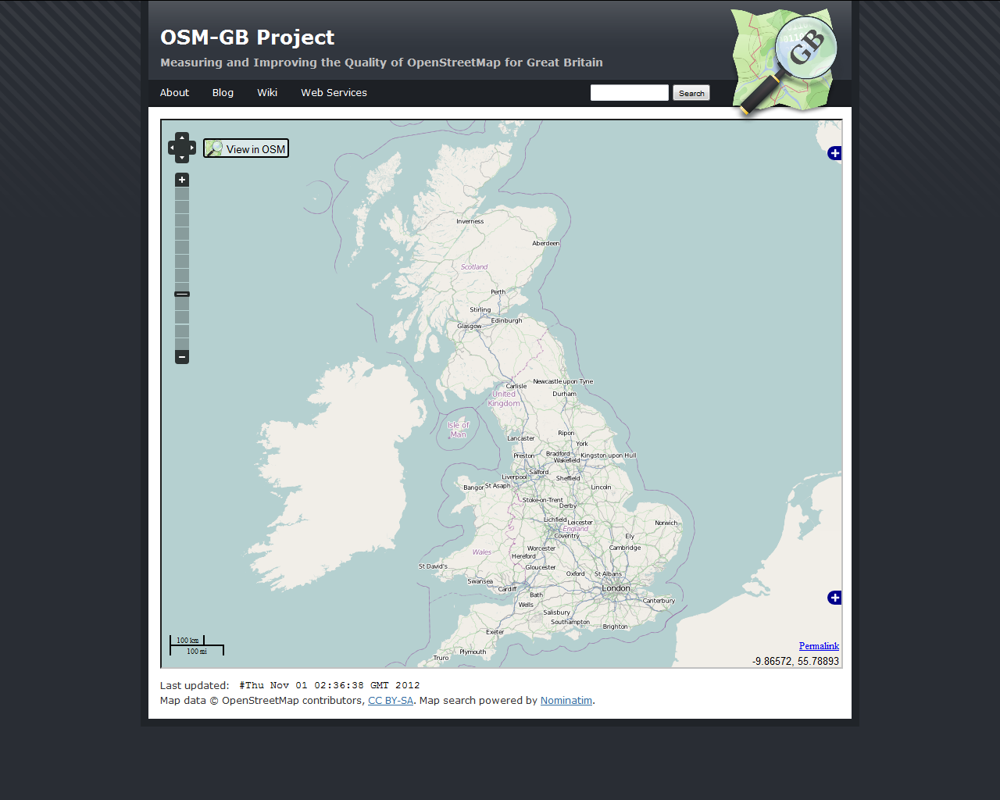 OSM-GB Project
Measuring and Improving the Quality of OpenStreetMap for Great Britain
GB
About Blog Wiki Web Services Search
View in OSM
Inverness
Aberdeen
Scotland
Perth
Stirling
Edinburgh
Glasgow
Newcastle upon Tyne
Carlisle
Durham
United
Kingdom
Isle of
Man
Ripon
Lancaster
York
Preston
Bradford
Kingston upon Hull
Wakefield
Salford
Liverpool
Sheffield
Bangor
St Asaph
Lincoln
Stoke-on-Trent
Derby
Lichfield
Leicester
Norwich
England
Coventry
Ely
Worcester
Cambridge
Wales
Hereford
St David's
Gloucester
Oxford
St Albans
Swansea
Cardiff
London
Bath
Canterbury
Wells
Salisbury
Southampton
Brighton
Exeter
Plymouth
Truro
100 km
100 mi
Permalink
-9.86572, 55.78893
Last updated: #Thu Nov 01 02:36:38 GMT 2012
Map data © OpenStreetMap contributors, CC BY-SA. Map search powered by Nominatim.